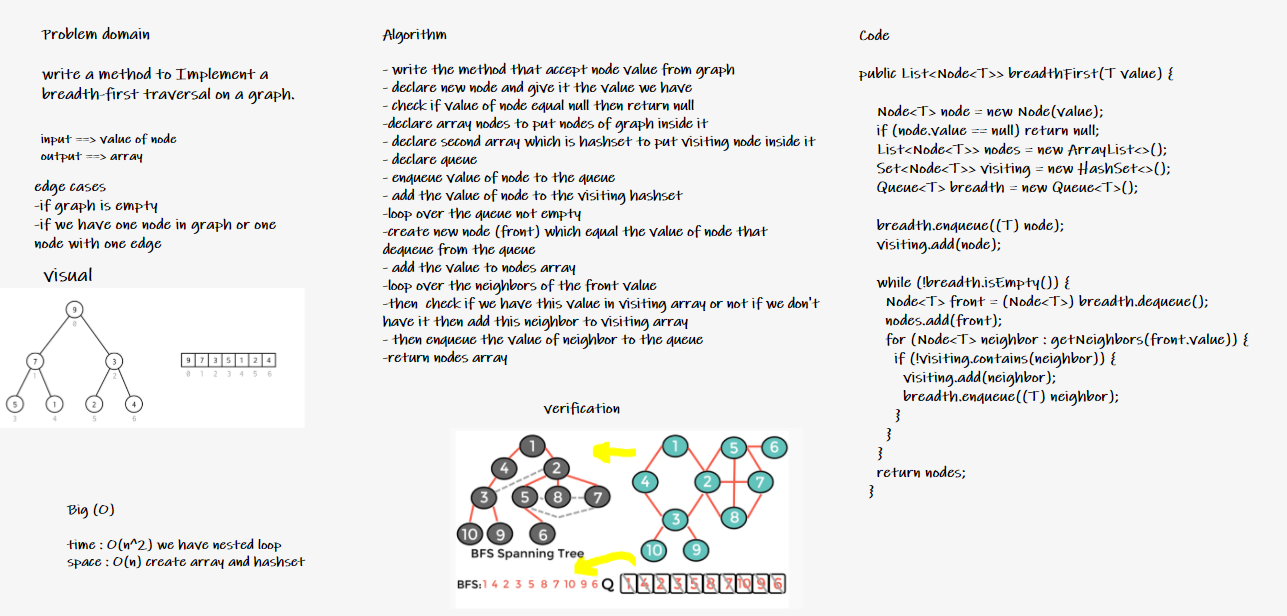 Problem domain
write a method to Implement a
breadth-first traversal on a graph.
input ==> value of node
output ==> array
edge cases
-if graph is empty
-if we have one node in graph or one
node with one edge
visual
9
0
7
3
1
2
5
1
2
4
3
4
5
6
9 7 3 5 1 2 4
0 1 2 3 4 5 6
Big (O)
time : O(n^2) we have nested loop
space : O(n) create array and hashset
Algorithm
- write the method that accept node value from graph
- declare new node and give it the value we have
- check if value of node equal null then return null
-declare array nodes to put nodes of graph inside it
- declare second array which is hashset to put visiting node inside it
- declare queue
- enqueue value of node to the queue
- add the value of node to the visiting hashset
-loop over the queue not empty
-create new node (front) which equal the value of node that
dequeue from the queue
- add the value to nodes array
-loop over the neighbors of the front value
-then check if we have this value in visiting array or not if we don't
have it then add this neighbor to visiting array
- then enqueue the value of neighbor to the queue
-return nodes array
verification
1
4
2
3
5
8
7
10
9
6
BFS Spanning Tree
1
5
6
4
2
7
3
8
10
9
BFS: 1 4 2 3 5 8 7 10 9 6
Q 1 4 2 3 5 8 7 10 9 6
Code
public List<Node<T>> breadthFirst(T value) {
Node<T> node = new Node(value);
if (node.value == null) return null;
List<Node<T>> nodes = new ArrayList<>();
Set<Node<T>> visiting = new HashSet<>();
Queue<T> breadth = new Queue<T>();
breadth.enqueue((T) node);
visiting.add(node);
while (!breadth.isEmpty()) {
Node<T> front = (Node<T>) breadth.dequeue();
nodes.add(front);
for (Node<T> neighbor : getNeighbors(front.value)) {
if (!visiting.contains(neighbor)) {
visiting.add(neighbor);
breadth.enqueue((T) neighbor);
}
}
}
return nodes;
}